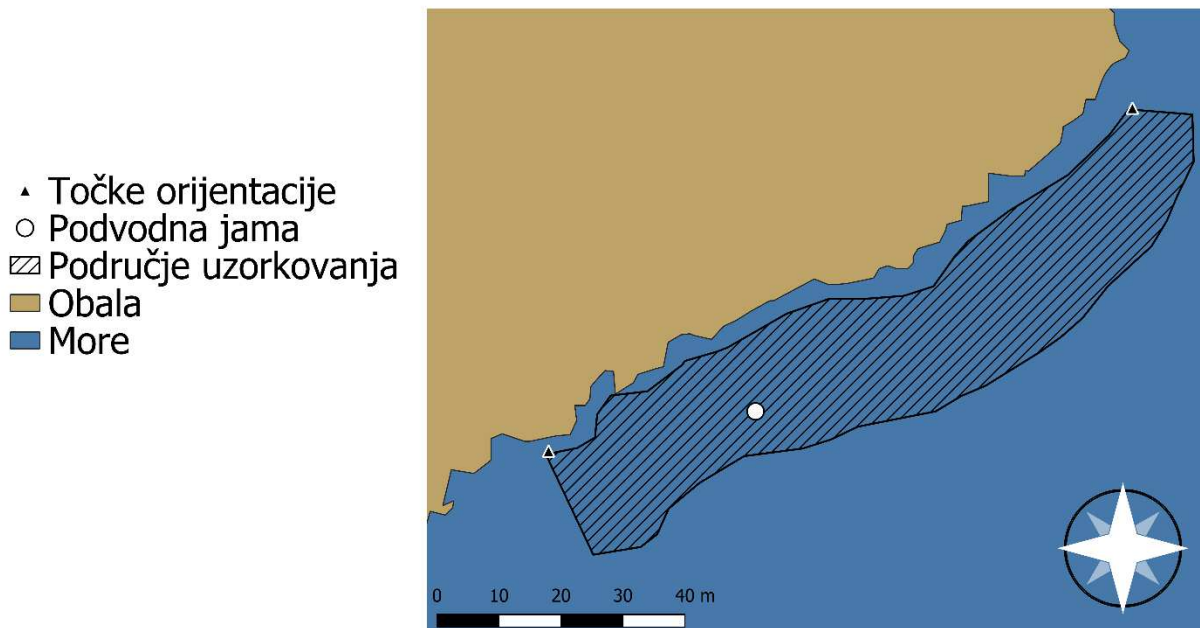 Točke orijentacije
Podvodna jama
Područje uzorkovanja
Obala
More
0 10 20 30 40 m